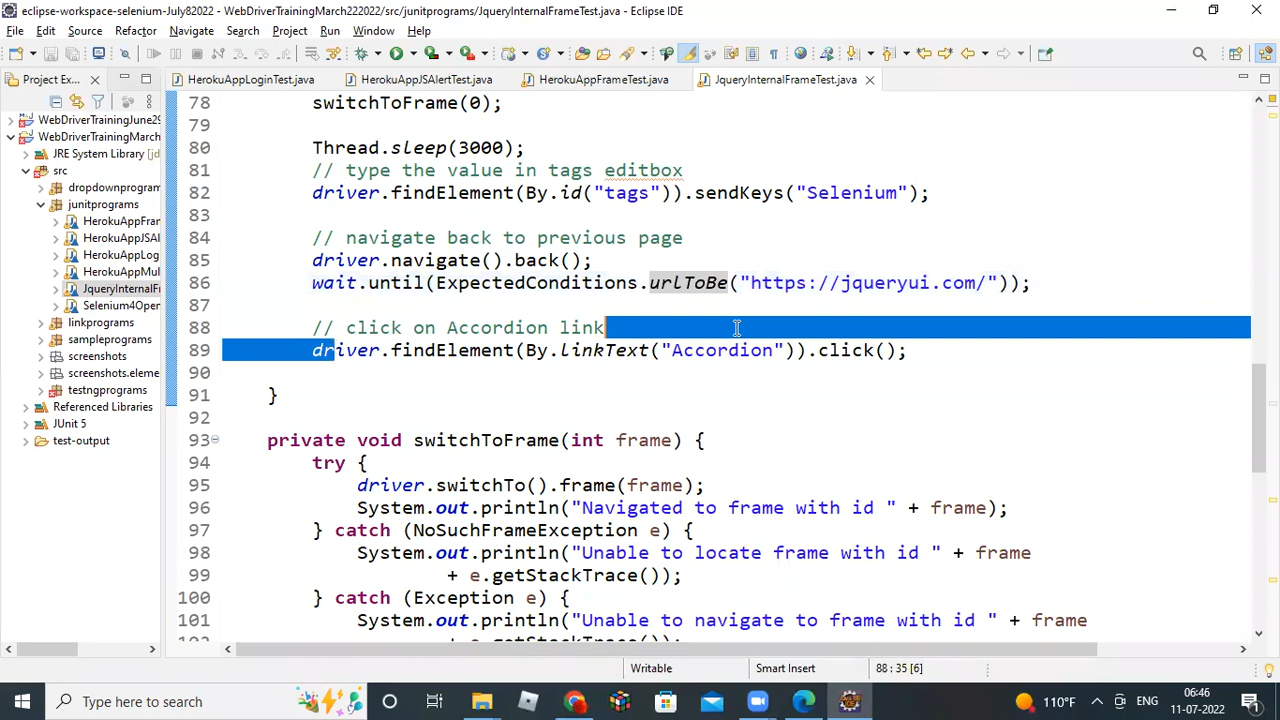 eclipse-workspace-selenium-July82022 - WebDriverTrainingMarch222022/src/junitprograms/JqueryInternalFrameTest.java - Eclipse IDE
File Edit Source Refactor Navigate Search Project Run Window Help
Project Ex...
HerokuAppLoginTest.java
HerokuAppJSAlertTest.java
HerokuAppFrameTest.java
JqueryInternalFrameTest.java
WebDriverTrainingJune29
WebDriverTrainingMarch
JRE System Library [jd
src
dropdownprogram
junitprograms
HerokuAppFran
HerokuAppJSA
HerokuAppLog
HerokuAppMul
JqueryInternalFr
Selenium4Open
linkprograms
sampleprograms
screenshots
screenshots.eleme
testngprograms
Referenced Libraries
JUnit 5
test-output
78 switchToFrame(0);
79
80 Thread.sleep(3000);
81 // type the value in tags editbox
82 driver.findElement(By.id("tags")).sendKeys("Selenium");
83
84 // navigate back to previous page
85 driver.navigate().back();
86 wait.until(ExpectedConditions.urlToBe("https://jqueryui.com/"));
87
88 // click on Accordion link
89 driver.findElement(By.linkText("Accordion")).click();
90
91 }
92
93 private void switchToFrame(int frame) {
94 try {
95 driver.switchTo().frame(frame);
96 System.out.println("Navigated to frame with id " + frame);
97 } catch (NoSuchFrameException e) {
98 System.out.println("Unable to locate frame with id " + frame
99 + e.getStackTrace());
100 } catch (Exception e) {
101 System.out.println("Unable to navigate to frame with id " + frame
102 + e.getStackTrace());
Writable Smart Insert 88 : 35 [6]
Type here to search
110°F ENG 06:46
11-07-2022